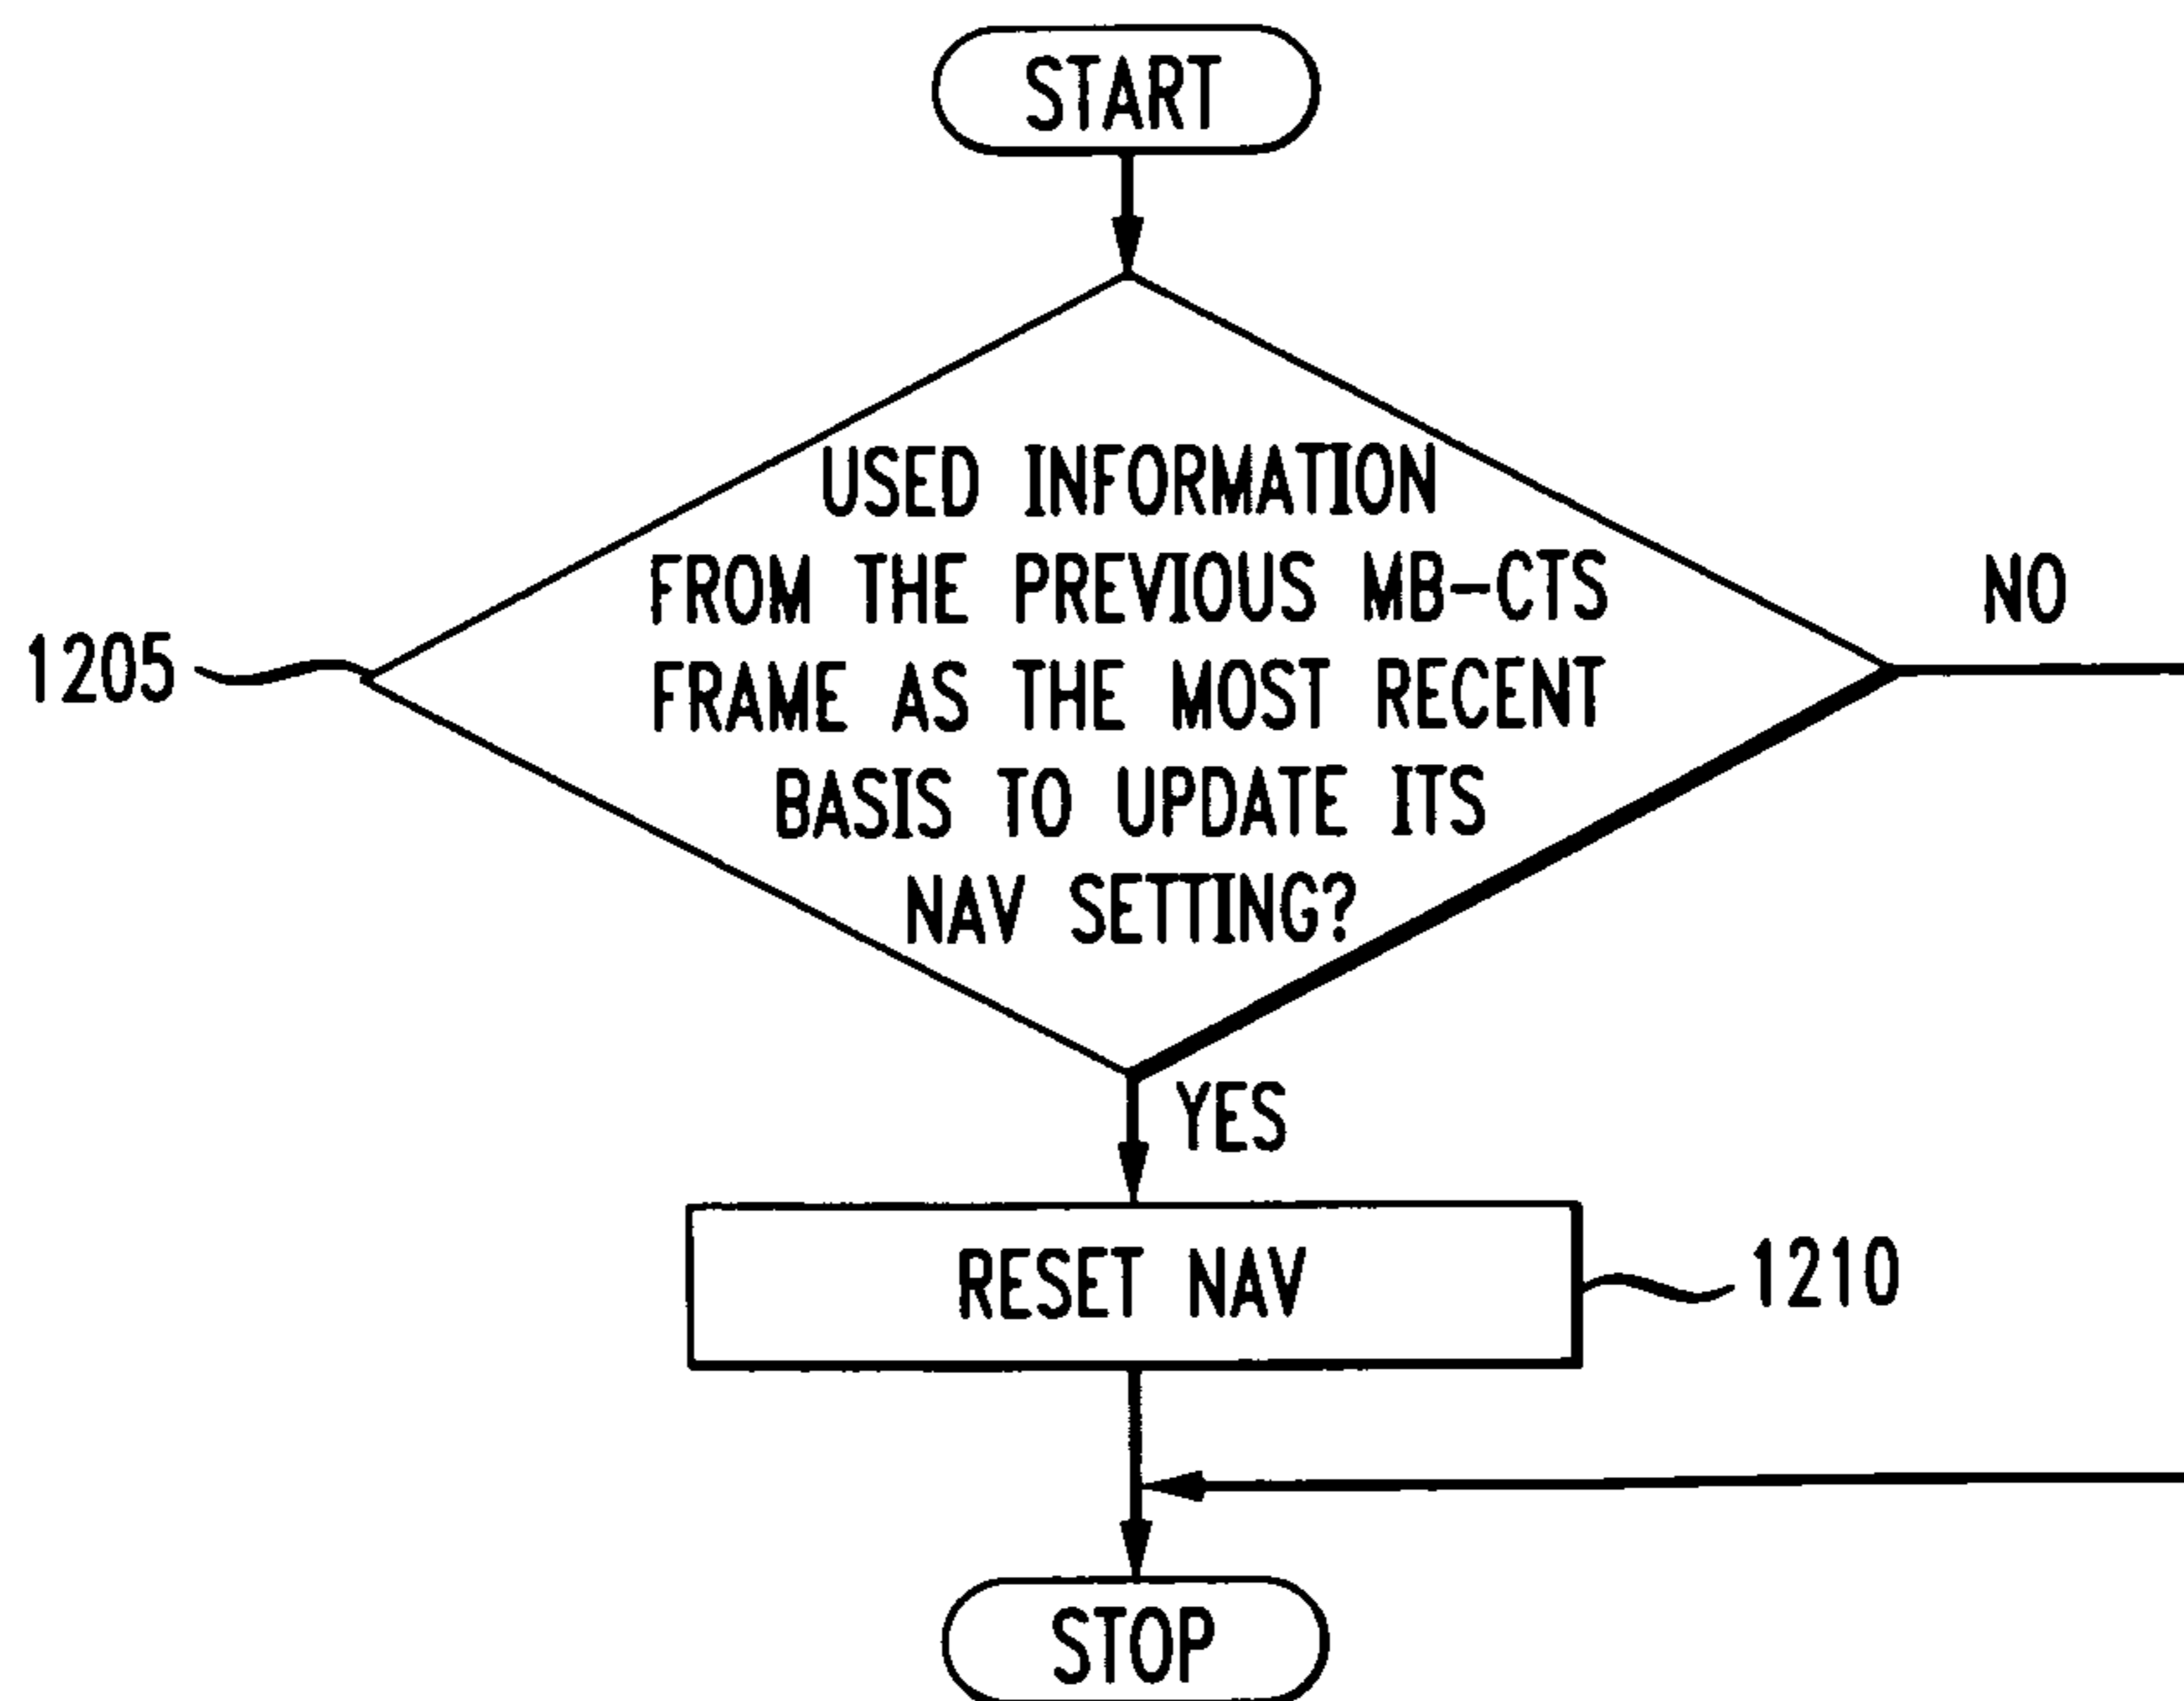 START
USED INFORMATION
FROM THE PREVIOUS MB-CTS
FRAME AS THE MOST RECENT
BASIS TO UPDATE ITS
NAV SETTING?
1205
NO
YES
RESET NAV
1210
STOP